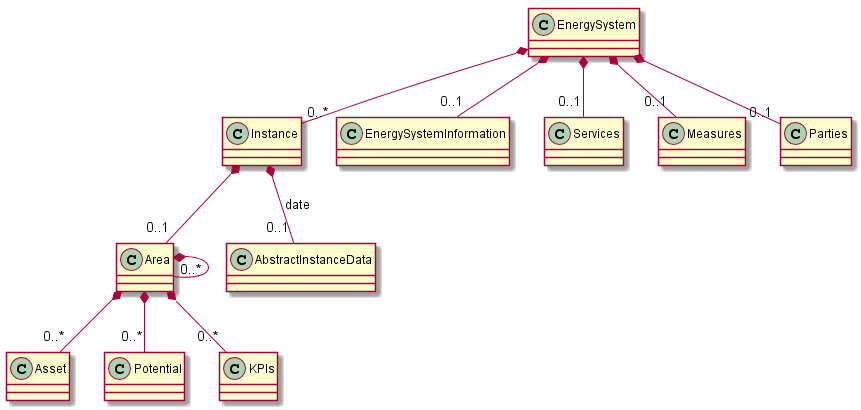 C EnergySystem
0..*
0..1
0..1
0..1
0..1
C Instance
C EnergySystemInformation
C Services
C Measures
C Parties
date
0..1
0..1
C Area
0..*
C AbstractInstanceData
0..*
0..*
0..*
C Asset
C Potential
C KPIs